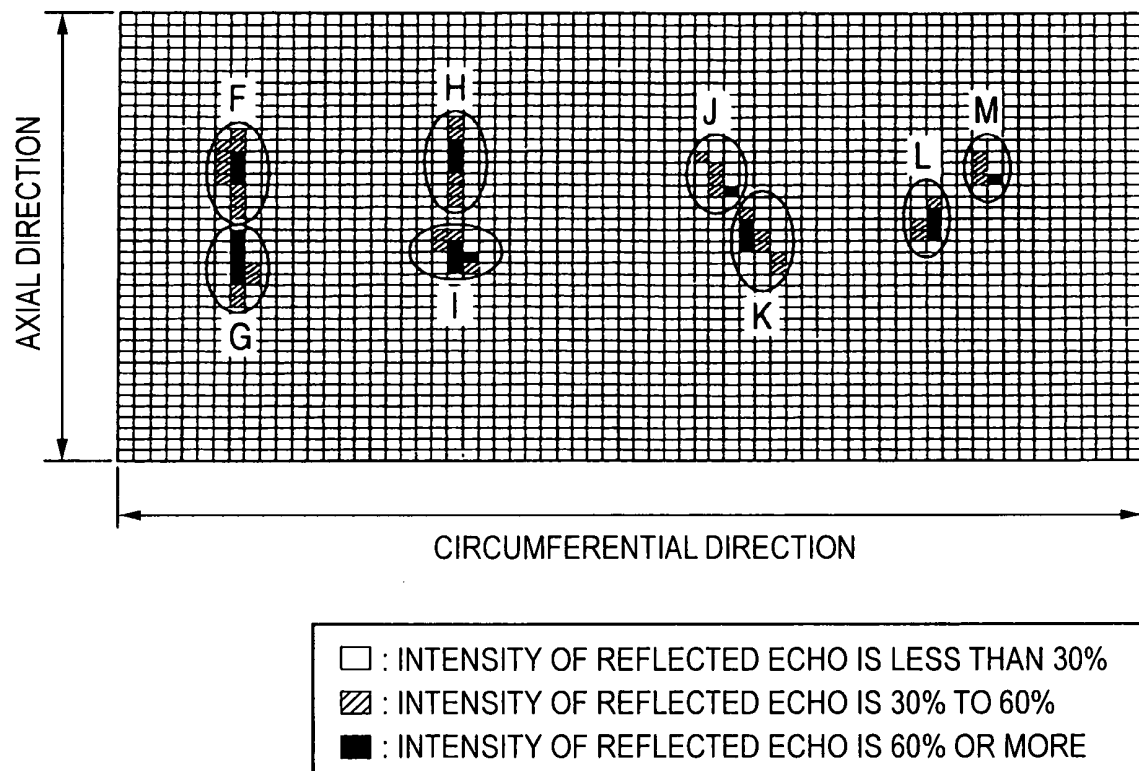 F
H
J
M
L
G
I
K
AXIAL DIRECTION
CIRCUMFERENTIAL DIRECTION
: INTENSITY OF REFLECTED ECHO IS LESS THAN 30%
: INTENSITY OF REFLECTED ECHO IS 30% TO 60%
: INTENSITY OF REFLECTED ECHO IS 60% OR MORE